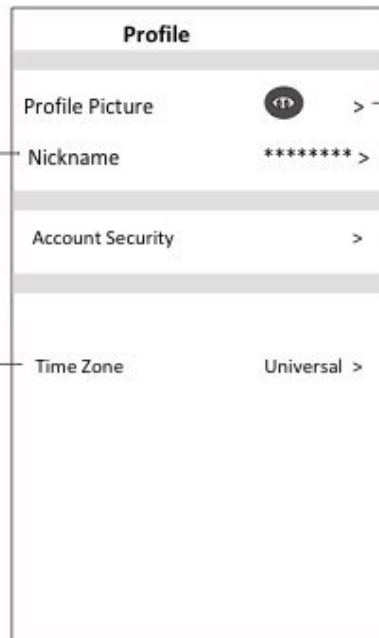 Profile
Profile Picture >
Nickname ******** >
Account Security >
Time Zone Universal >